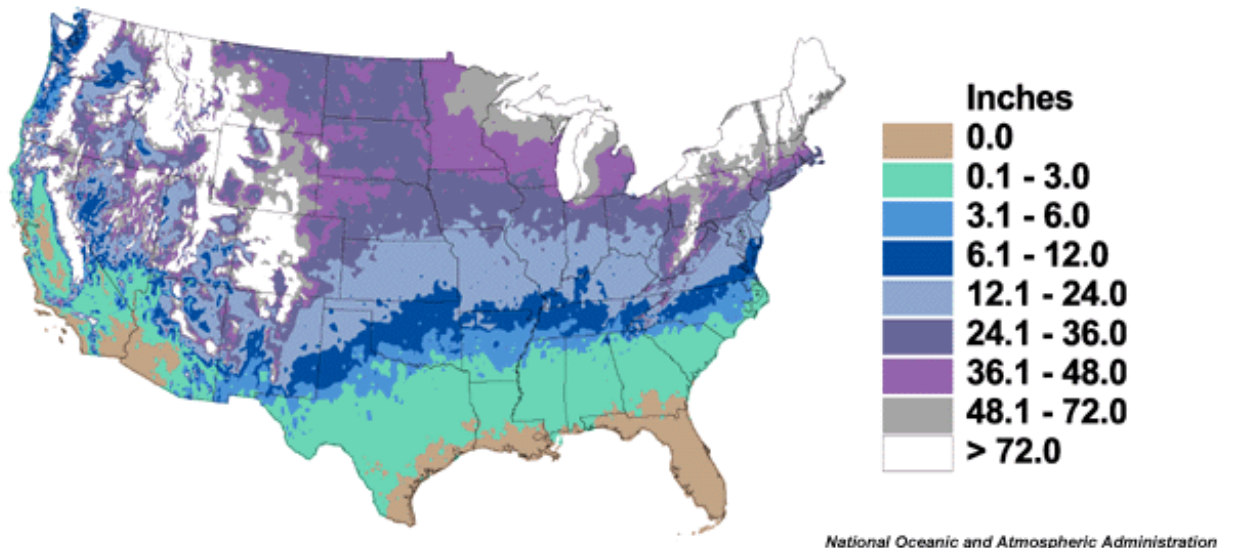 Inches
0.0
0.1 - 3.0
3.1 - 6.0
6.1 - 12.0
12.1 - 24.0
24.1 - 36.0
36.1 - 48.0
48.1 - 72.0
> 72.0
National Oceanic and Atmospheric Administration